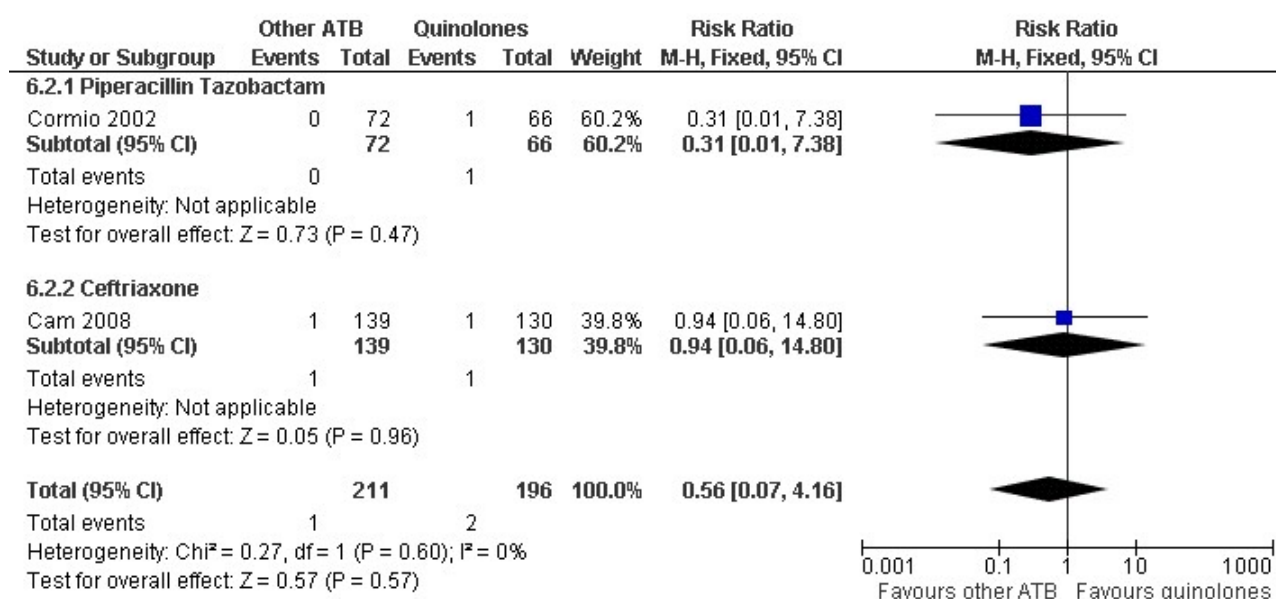 Other ATB Quinolones Risk Ratio Risk Ratio
Study or Subgroup Events Total Events Total Weight M-H, Fixed, 95% CI M-H, Fixed, 95% CI
6.2.1 Piperacillin Tazobactam
Cormio 2002 0 72 1 66 60.2% 0.31 [0.01, 7.38]
Subtotal (95% CI) 72 66 60.2% 0.31 [0.01, 7.38]
Total events 0 1
Heterogeneity: Not applicable
Test for overall effect: Z = 0.73 (P = 0.47)
6.2.2 Ceftriaxone
Cam 2008 1 139 1 130 39.8% 0.94 [0.06, 14.80]
Subtotal (95% CI) 139 130 39.8% 0.94 [0.06, 14.80]
Total events 1 1
Heterogeneity: Not applicable
Test for overall effect: Z = 0.05 (P = 0.96)
Total (95% CI) 211 196 100.0% 0.56 [0.07, 4.16]
Total events 1 2
Heterogeneity: Chi² = 0.27, df = 1 (P = 0.60); I² = 0%
Test for overall effect: Z = 0.57 (P = 0.57)
0.001 0.1 1 10 1000
Favours other ATB Favours quinolones